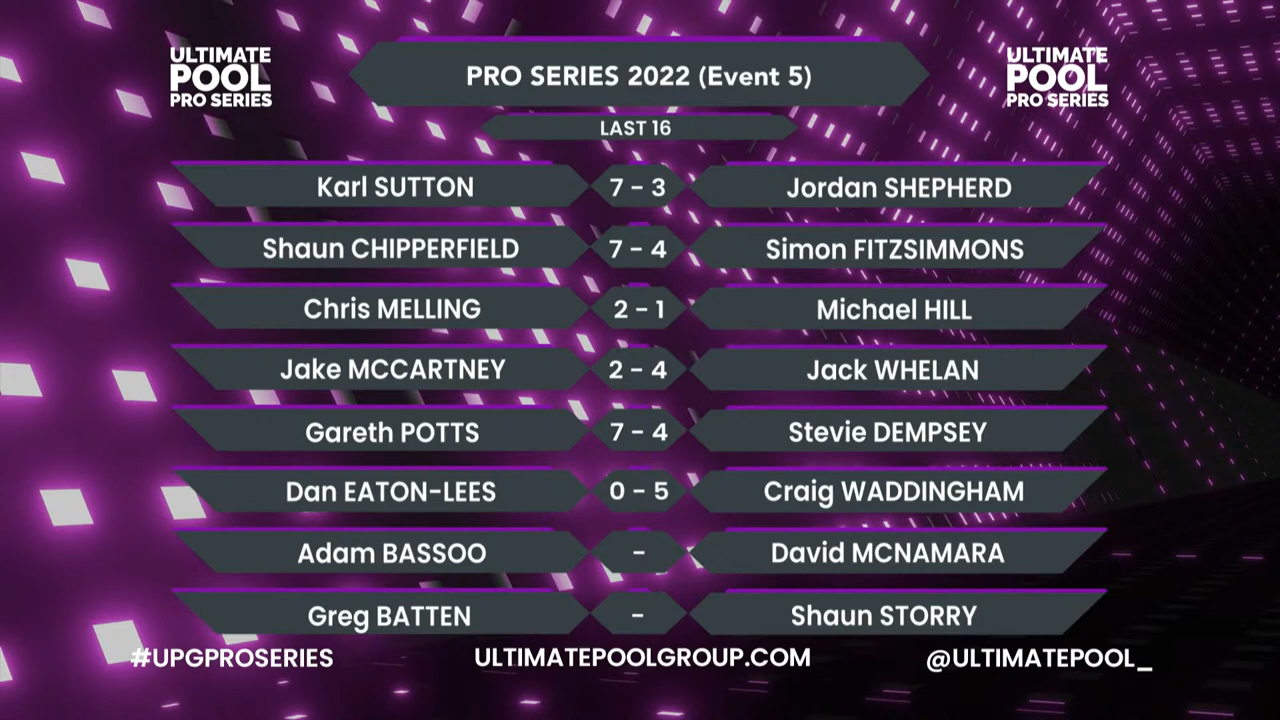 ULTIMATE
POOL
PRO SERIES
PRO SERIES 2022 (Event 5)
ULTIMATE
POOL
PRO SERIES
LAST 16
Karl SUTTON 7 – 3 Jordan SHEPHERD
Shaun CHIPPERFIELD 7 – 4 Simon FITZSIMMONS
Chris MELLING 2 – 1 Michael HILL
Jake MCCARTNEY 2 – 4 Jack WHELAN
Gareth POTTS 7 – 4 Stevie DEMPSEY
Dan EATON-LEES 0 – 5 Craig WADDINGHAM
Adam BASSOO – David MCNAMARA
Greg BATTEN – Shaun STORRY
#UPGPROSERIES ULTIMATEPOOLGROUP.COM @ULTIMATEPOOL_